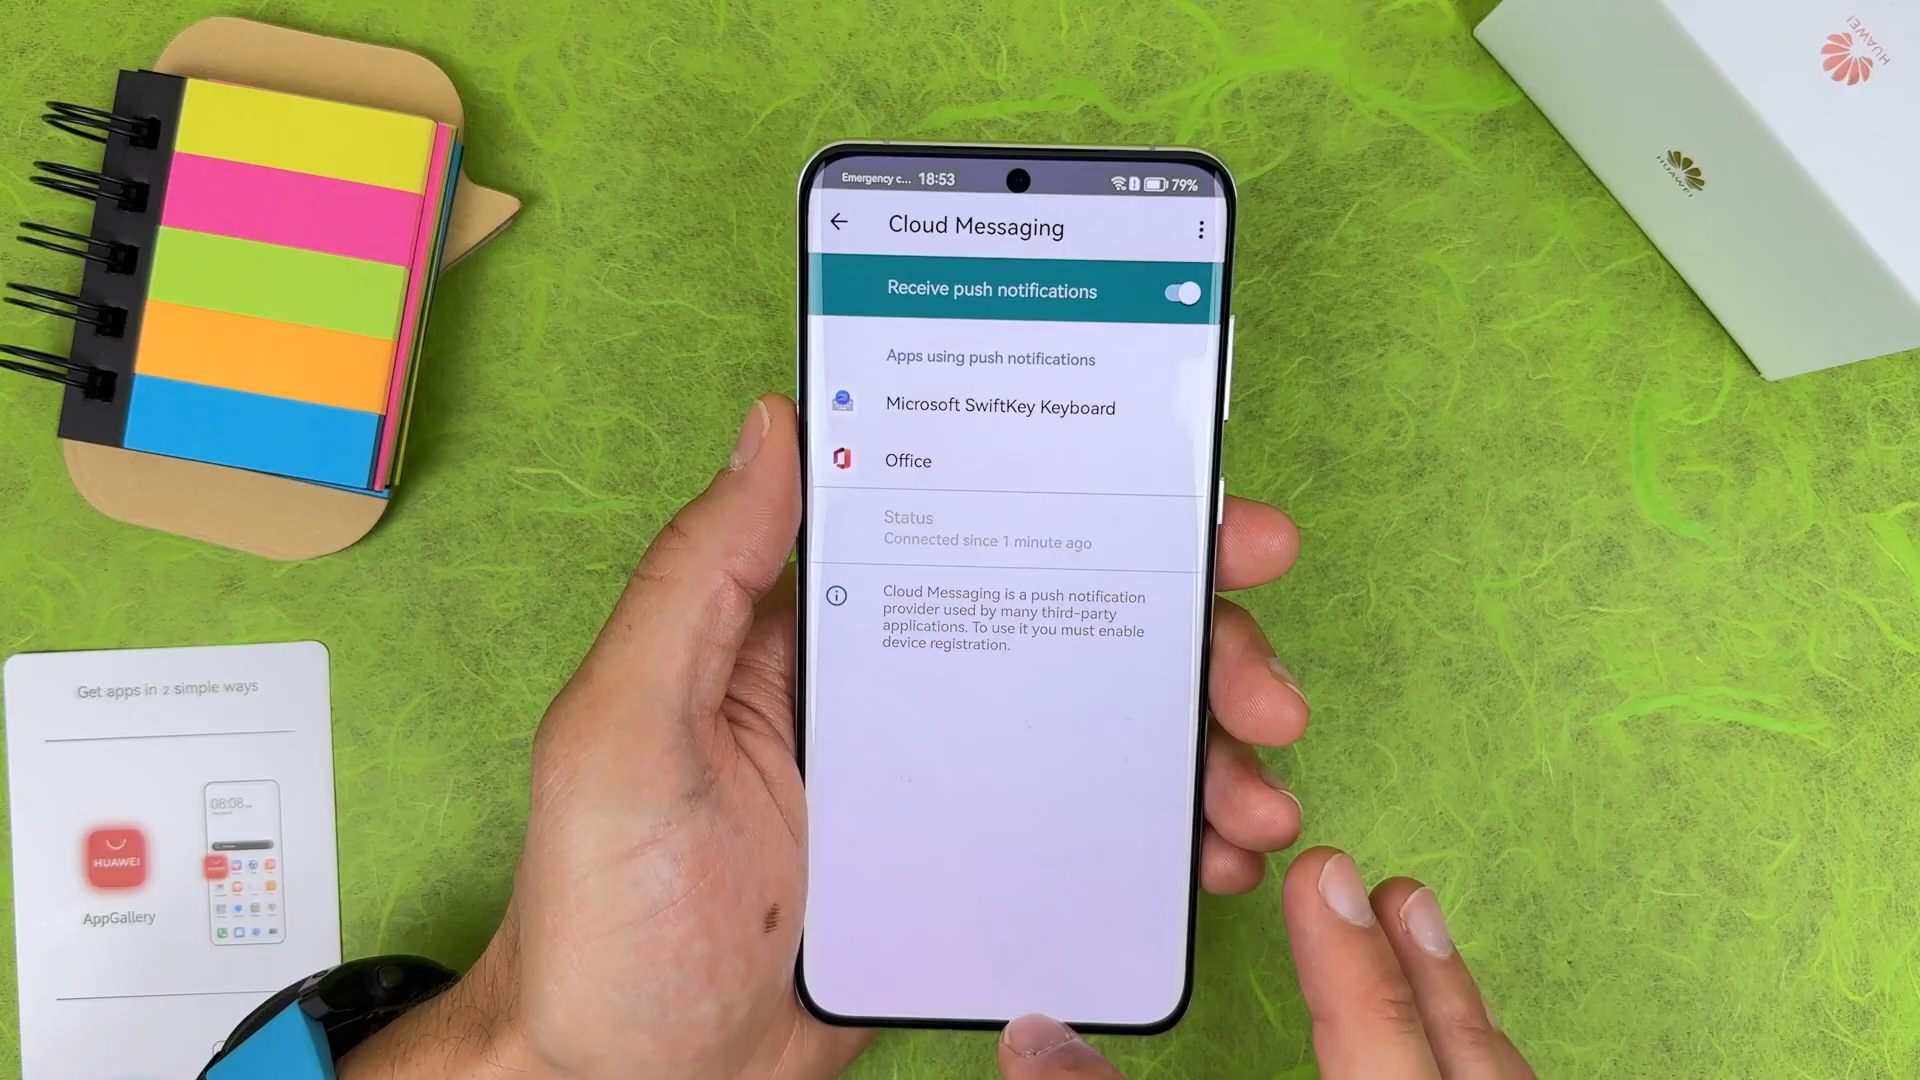 HUAWEI
HUAWEI
Emergency c... 18:53
79%
Cloud Messaging
Receive push notifications
Apps using push notifications
Microsoft SwiftKey Keyboard
Office
Status
Connected since 1 minute ago
Cloud Messaging is a push notification
provider used by many third-party
applications. To use it you must enable
device registration.
Get apps in 2 simple ways
08:08
HUAWEI
AppGallery